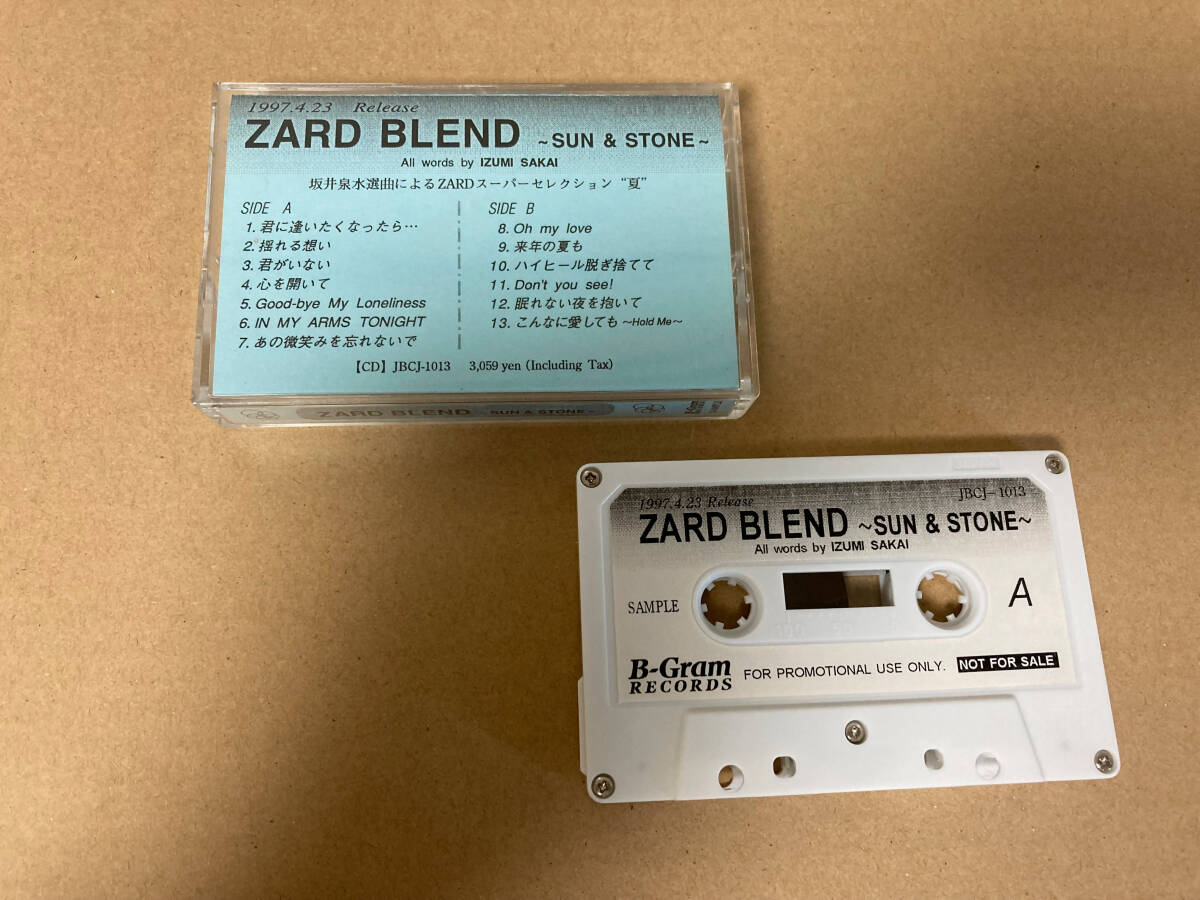 1997.4.23 Release
ZARD BLEND ~SUN & STONE~
All words by IZUMI SAKAI
坂井泉水選曲によるZARDスーパーセレクション“夏”
SIDE A
1. 君に逢いたくなったら…
2. 揺れる想い
3. 君がいない
4. 心を開いて
5. Good-bye My Loneliness
6. IN MY ARMS TONIGHT
7. あの微笑みを忘れないで
SIDE B
8. Oh my love
9. 来年の夏も
10. ハイヒール脱ぎ捨てて
11. Don't you see!
12. 眠れない夜を抱いて
13. こんなに愛しても ~Hold Me~
【CD】JBCJ-1013 3,059 yen (Including Tax)
ZARD BLEND ~SUN & STONE~
B-Gram
RECORDS
1997.4.23 Release
JBCJ-1013
ZARD BLEND ~SUN & STONE~
All words by IZUMI SAKAI
SAMPLE
A
B-Gram
RECORDS
FOR PROMOTIONAL USE ONLY.
NOT FOR SALE